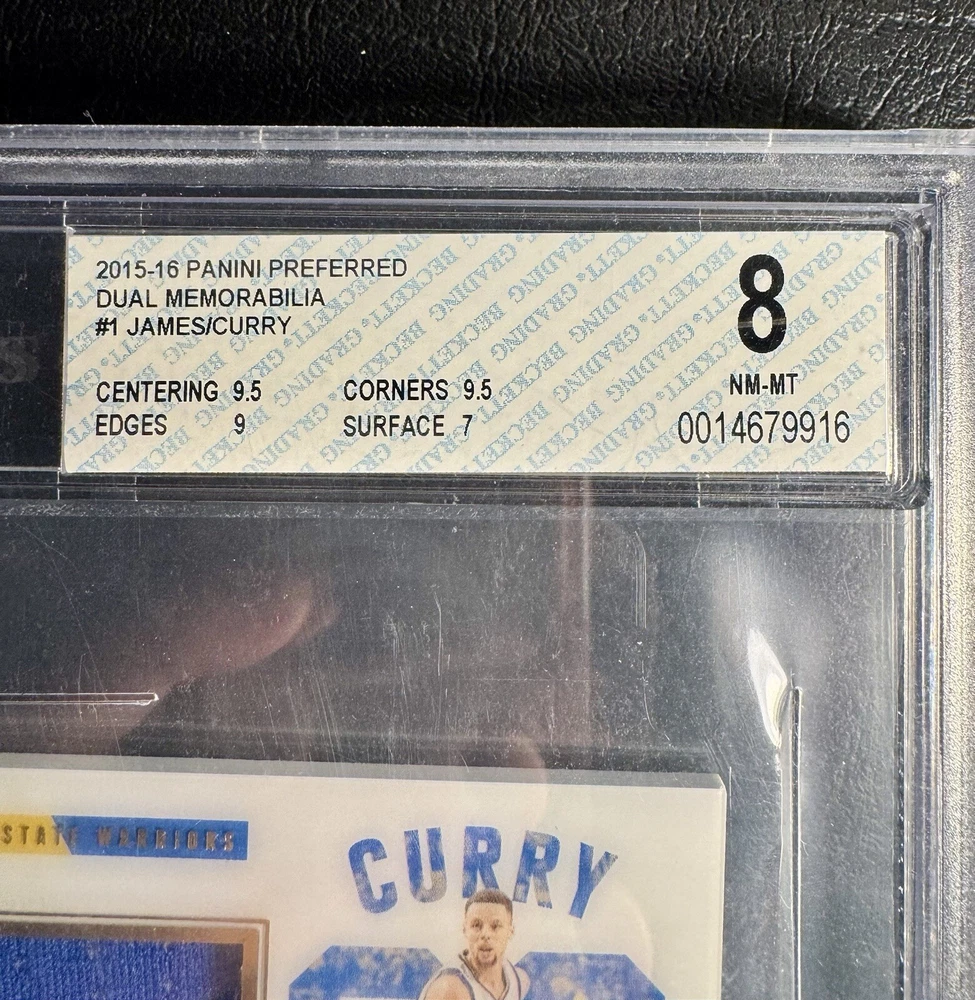 2015-16 PANINI PREFERRED
DUAL MEMORABILIA
#1 JAMES/CURRY
CENTERING 9.5 CORNERS 9.5
EDGES 9 SURFACE 7
8
NM-MT
0014679916
STATE WARRIORS
CURRY